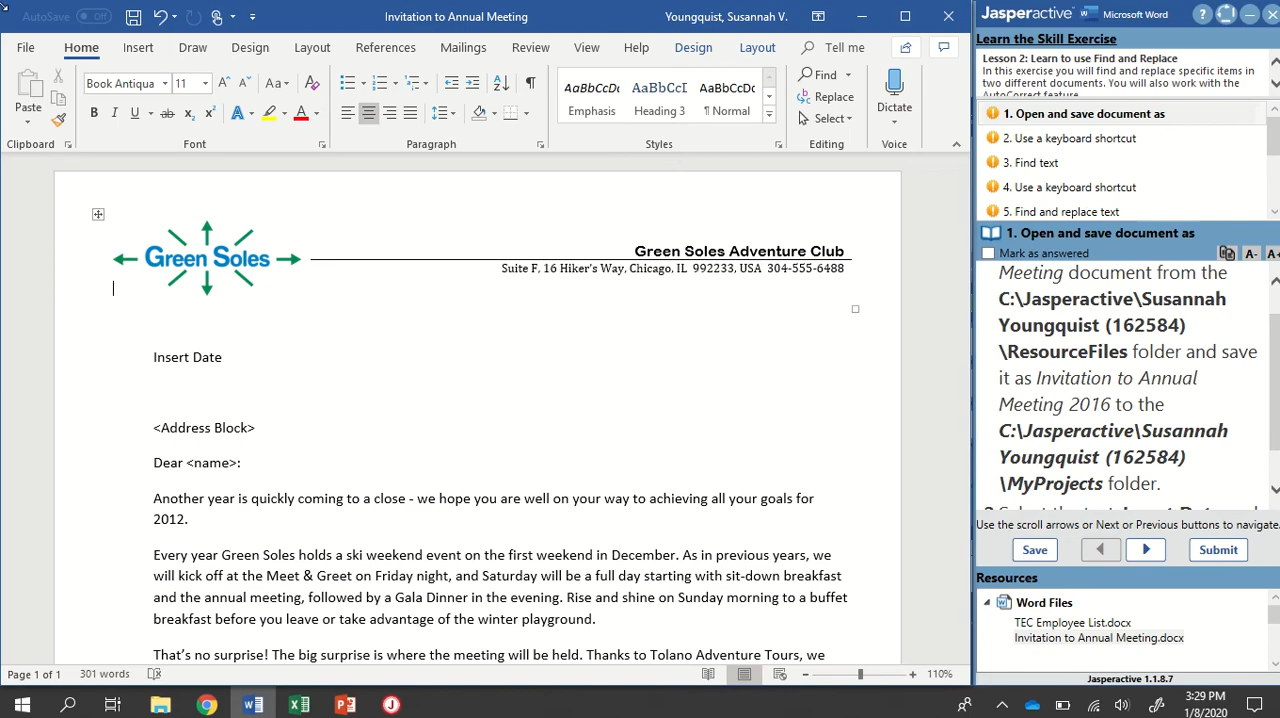 AutoSave Off Invitation to Annual Meeting Youngquist, Susannah V.
File Home Insert Draw Design Layout References Mailings Review View Help Design Layout Tell me
Paste
Clipboard
Book Antiqua 11 A A Aa A
B I U ab x₂ x² A A
Font
Paragraph
AaBbCcDc AaBbCcI AaBbCcDc
Emphasis Heading 3 ¶ Normal
Styles
Find
Replace
Select
Editing
Dictate
Voice
Green Soles
Green Soles Adventure Club
Suite F, 16 Hiker's Way, Chicago, IL 992233, USA 304-555-6488
Insert Date
<Address Block>
Dear <name>:
Another year is quickly coming to a close - we hope you are well on your way to achieving all your goals for
2012.
Every year Green Soles holds a ski weekend event on the first weekend in December. As in previous years, we
will kick off at the Meet & Greet on Friday night, and Saturday will be a full day starting with sit-down breakfast
and the annual meeting, followed by a Gala Dinner in the evening. Rise and shine on Sunday morning to a buffet
breakfast before you leave or take advantage of the winter playground.
That's no surprise! The big surprise is where the meeting will be held. Thanks to Tolano Adventure Tours, we
Page 1 of 1 301 words 110%
Jasperactive Microsoft Word
Learn the Skill Exercise
Lesson 2: Learn to use Find and Replace
In this exercise you will find and replace specific items in
two different documents. You will also work with the
AutoCorrect feature.
1. Open and save document as
2. Use a keyboard shortcut
3. Find text
4. Use a keyboard shortcut
5. Find and replace text
1. Open and save document as
Mark as answered A- A+
Meeting document from the
C:\Jasperactive\Susannah
Youngquist (162584)
\ResourceFiles folder and save
it as Invitation to Annual
Meeting 2016 to the
C:\Jasperactive\Susannah
Youngquist (162584)
\MyProjects folder.
Use the scroll arrows or Next or Previous buttons to navigate.
Save Submit
Resources
Word Files
TEC Employee List.docx
Invitation to Annual Meeting.docx
Jasperactive 1.1.8.7
3:29 PM
1/8/2020